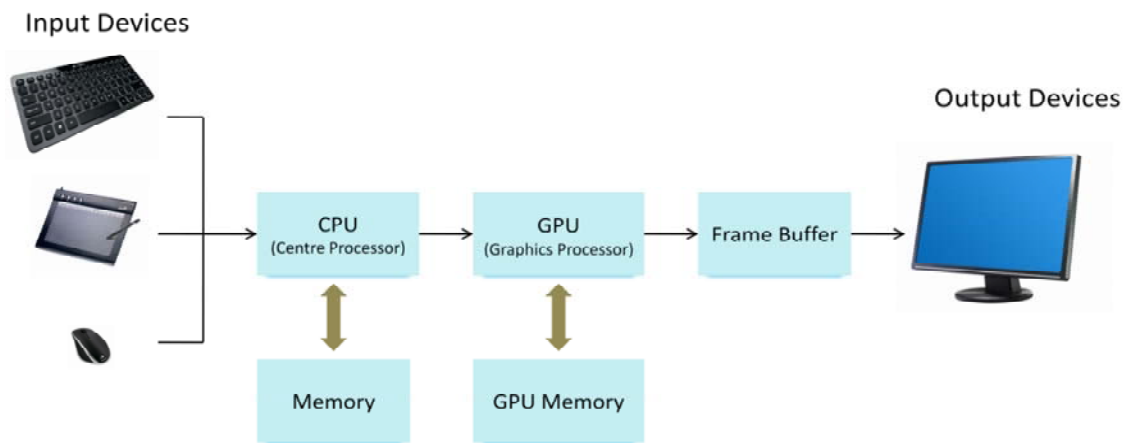 Input Devices
Output Devices
CPU
(Centre Processor)
GPU
(Graphics Processor)
Frame Buffer
Memory
GPU Memory